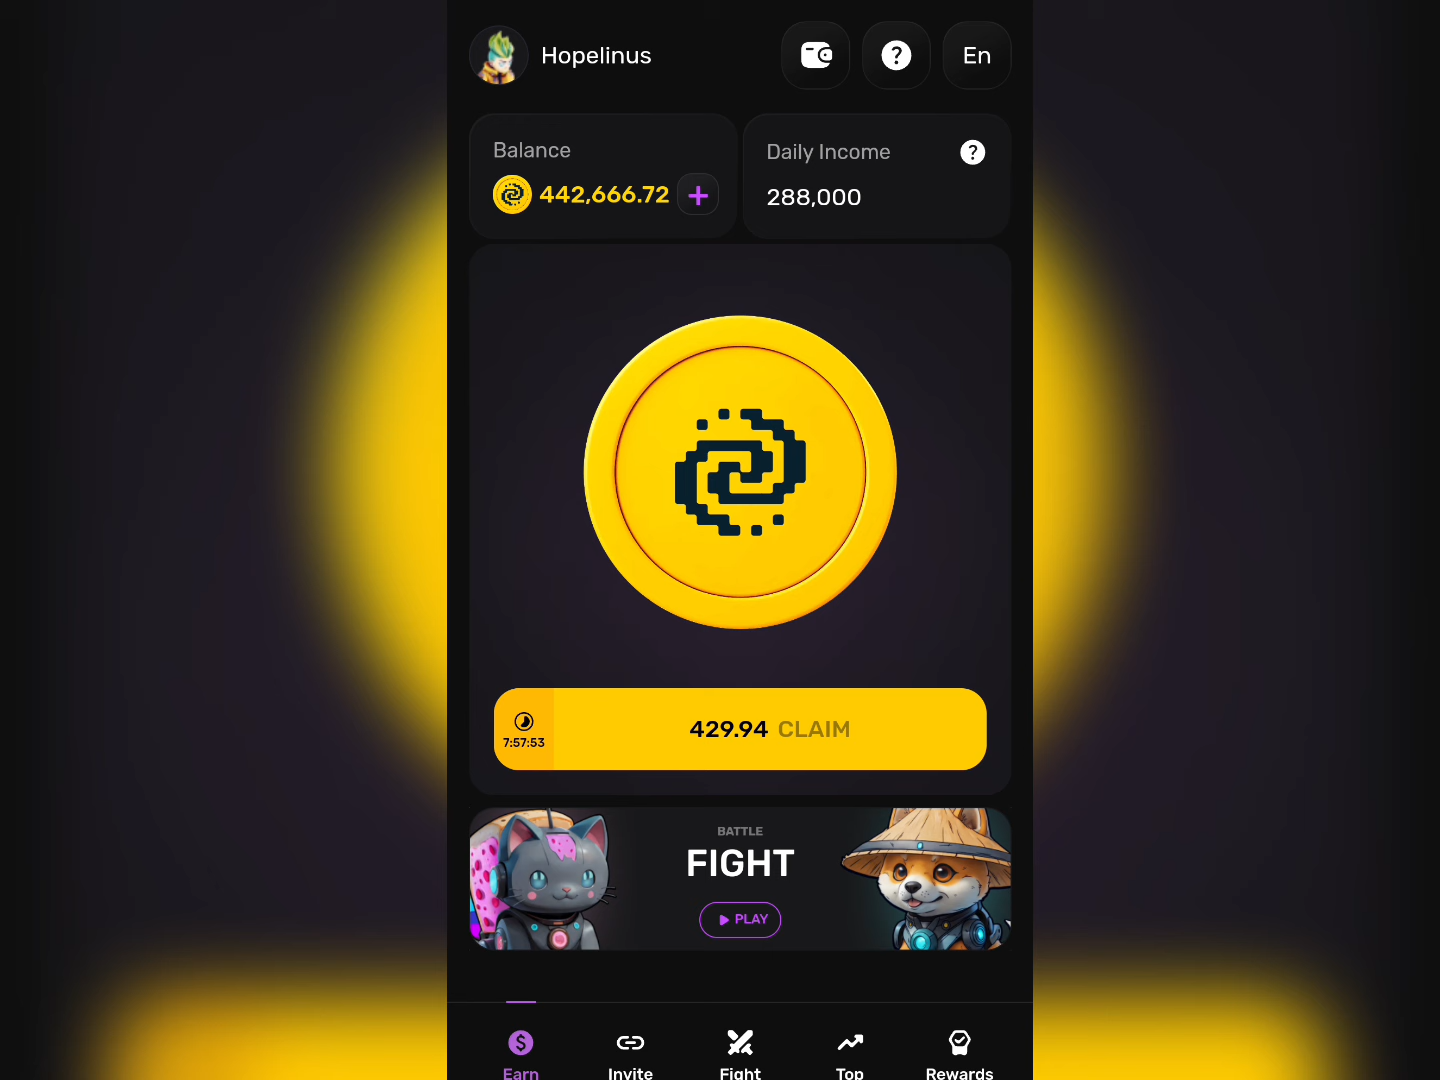 Hopelinus
En
Balance
442,666.72
Daily Income
288,000
7:57:53
429.94 CLAIM
BATTLE
FIGHT
PLAY
Earn
Invite
Fight
Top
Rewards